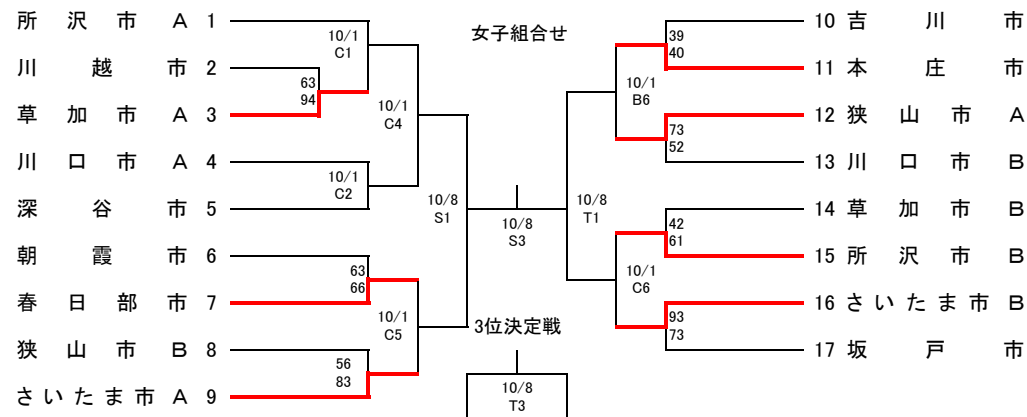 女子組合せ
所沢市A 1
10/1
C1
川越市 2
63
94
草加市A 3
10/1
C4
川口市A 4
10/1
C2
深谷市 5
10/8
S1
朝霞市 6
63
66
春日部市 7
10/1
C5
狭山市B 8
56
83
さいたま市A 9
10/8
S3
3位決定戦
10/8
T3
10 吉川市
39
40
11 本庄市
10/1
B6
12 狭山市A
73
52
13 川口市B
10/8
T1
14 草加市B
42
61
15 所沢市B
10/1
C6
16 さいたま市B
93
73
17 坂戸市